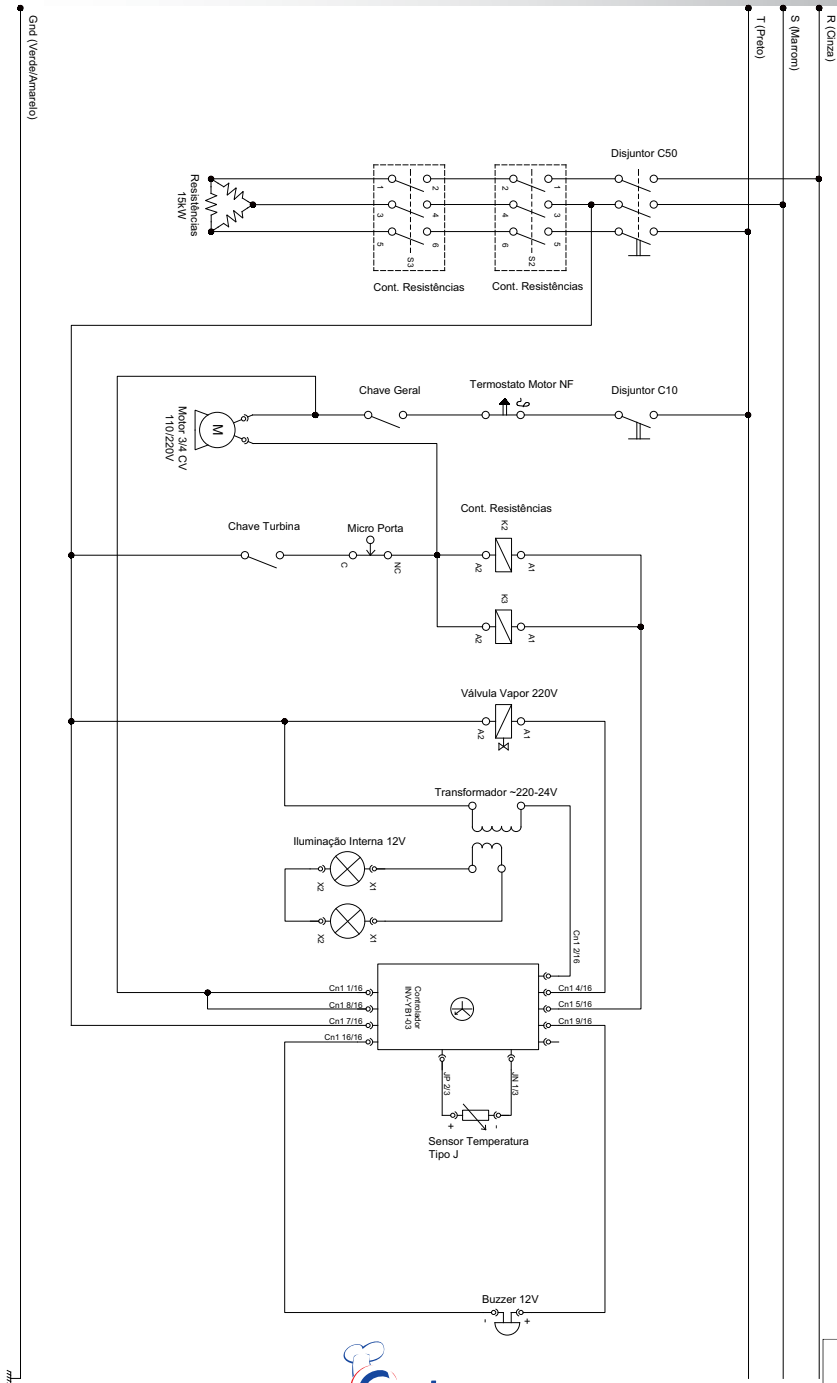 R (Cinza)
S (Marrom)
T (Preto)
Gnd (Verde/Amarelo)
Disjuntor C50
1
2
2
1
3
4
4
3
5
6
6
5
S3
S2
Cont. Resistências
Cont. Resistências
Resistências
15kW
Chave Geral
Termostato Motor NF
Disjuntor C10
M
Motor 3/4 CV
110/220V
Cont. Resistências
Chave Turbina
Micro Porta
C
NC
K2
A2
A1
K3
A2
A1
Válvula Vapor 220V
A2
A1
Transformador ~220-24V
Iluminação Interna 12V
X2
X1
X2
X1
Cn1 2/16
Cn1 1/16
Cn1 8/16
Cn1 7/16
Cn1 16/16
Controlador
INV-YB1-03
Cn1 4/16
Cn1 5/16
Cn1 9/16
JP 2/3
JN 1/3
+
-
Sensor Temperatura
Tipo J
Buzzer 12V
-
+